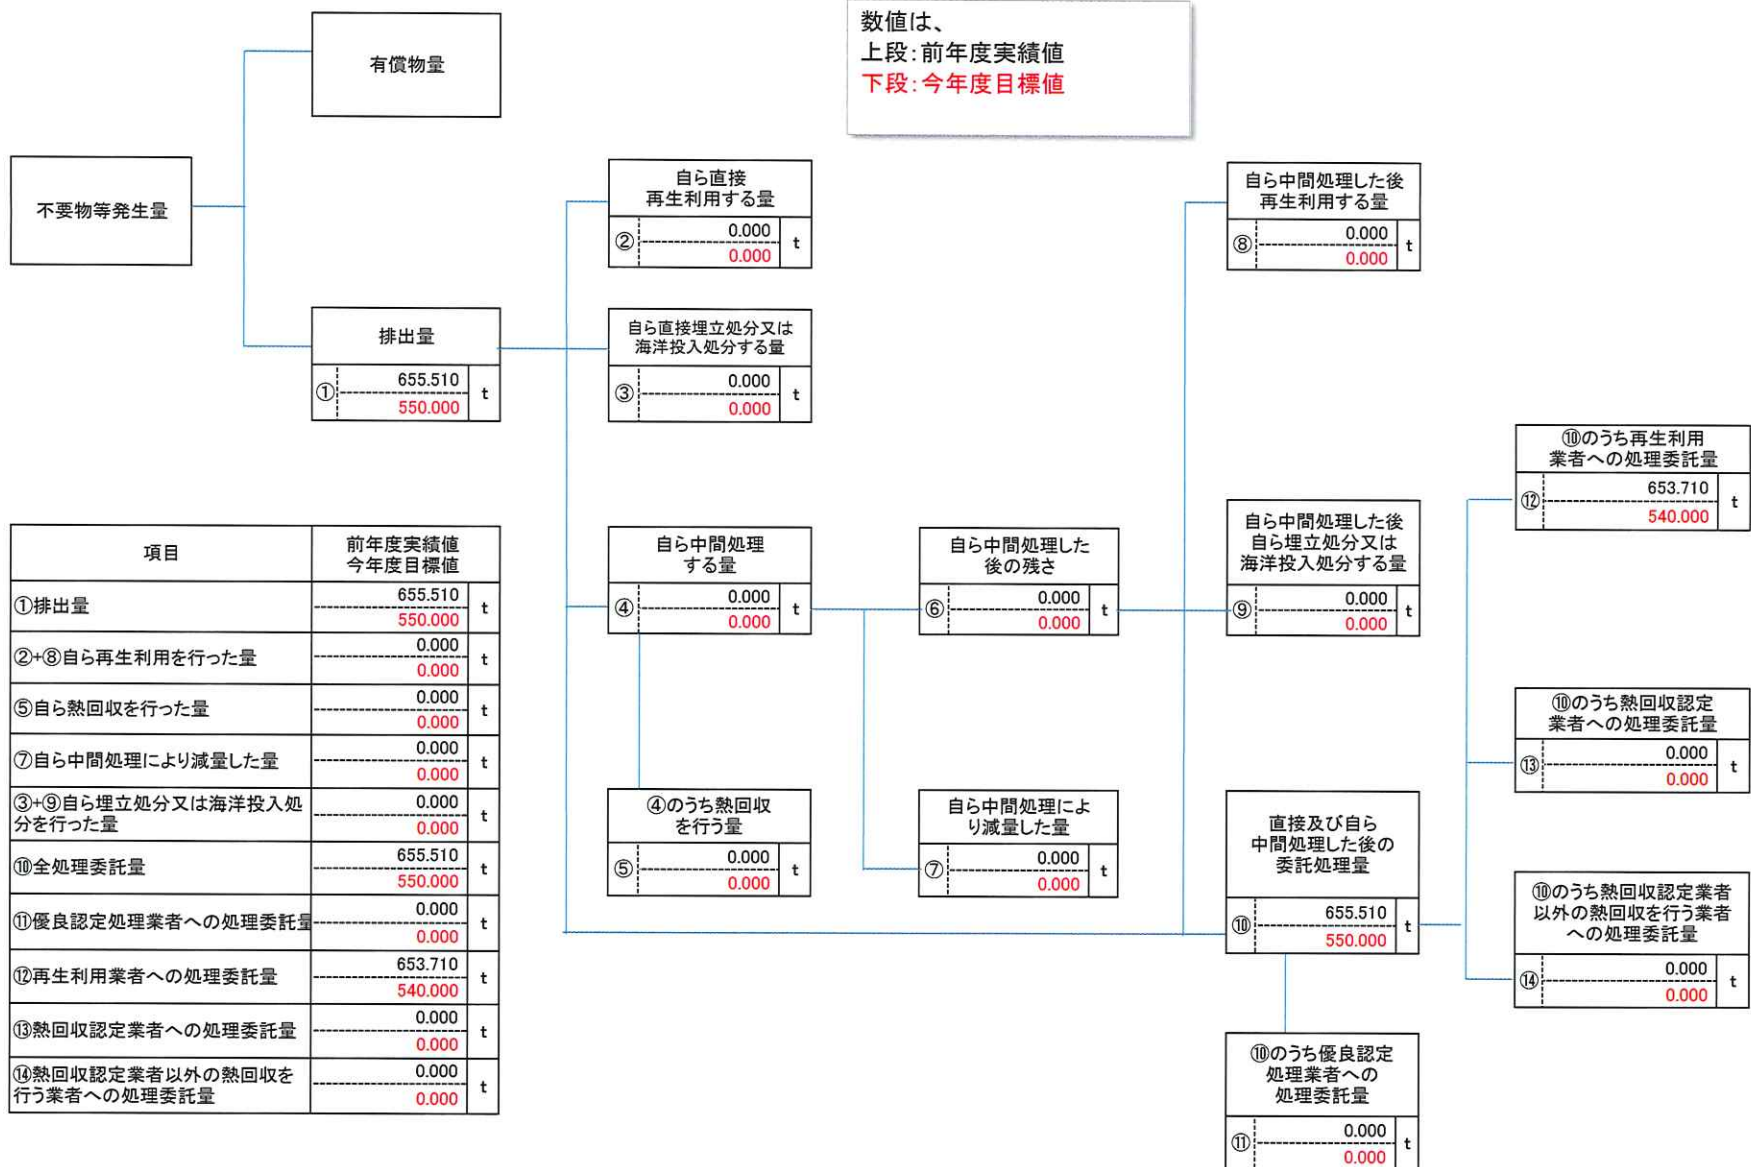 数値は、
上段：前年度実績値
下段：今年度目標値
有償物量
不要物等発生量
排出量
① 655.510 t
550.000
自ら直接
再生利用する量
② 0.000 t
0.000
自ら直接埋立処分又は
海洋投入処分する量
③ 0.000 t
0.000
自ら中間処理
する量
④ 0.000 t
0.000
④のうち熱回収
を行う量
⑤ 0.000 t
0.000
自ら中間処理した
後の残さ
⑥ 0.000 t
0.000
自ら中間処理によ
り減量した量
⑦ 0.000 t
0.000
自ら中間処理した後
再生利用する量
⑧ 0.000 t
0.000
自ら中間処理した後
自ら埋立処分又は
海洋投入処分する量
⑨ 0.000 t
0.000
直接及び自ら
中間処理した後の
委託処理量
⑩ 655.510 t
550.000
⑩のうち優良認定
処理業者への
処理委託量
⑪ 0.000 t
0.000
⑩のうち再生利用
業者への処理委託量
⑫ 653.710 t
540.000
⑩のうち熱回収認定
業者への処理委託量
⑬ 0.000 t
0.000
⑩のうち熱回収認定業者
以外の熱回収を行う業者
への処理委託量
⑭ 0.000 t
0.000
項目
前年度実績値
今年度目標値
①排出量 655.510 t
550.000
②+⑧自ら再生利用を行った量 0.000 t
0.000
⑤自ら熱回収を行った量 0.000 t
0.000
⑦自ら中間処理により減量した量 0.000 t
0.000
③+⑨自ら埋立処分又は海洋投入処
分を行った量
0.000 t
0.000
⑩全処理委託量 655.510 t
550.000
⑪優良認定処理業者への処理委託量 0.000 t
0.000
⑫再生利用業者への処理委託量 653.710 t
540.000
⑬熱回収認定業者への処理委託量 0.000 t
0.000
⑭熱回収認定業者以外の熱回収を
行う業者への処理委託量
0.000 t
0.000